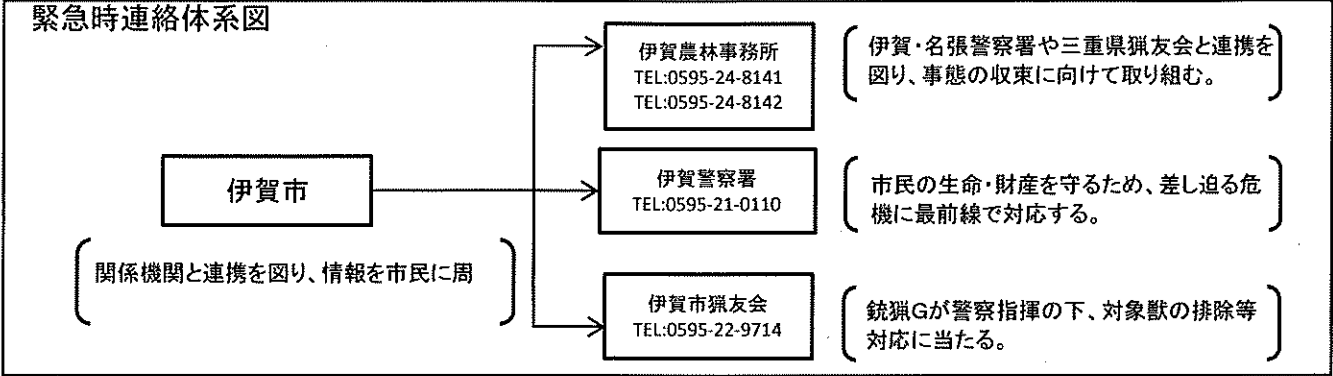 緊急時連絡体系図
伊賀農林事務所
TEL:0595-24-8141
TEL:0595-24-8142
伊賀・名張警察署や三重県猟友会と連携を
図り、事態の収束に向けて取り組む。
伊賀市
関係機関と連携を図り、情報を市民に周
伊賀警察署
TEL:0595-21-0110
市民の生命・財産を守るため、差し迫る危
機に最前線で対応する。
伊賀市猟友会
TEL:0595-22-9714
銃猟Gが警察指揮の下、対象獣の排除等
対応に当たる。